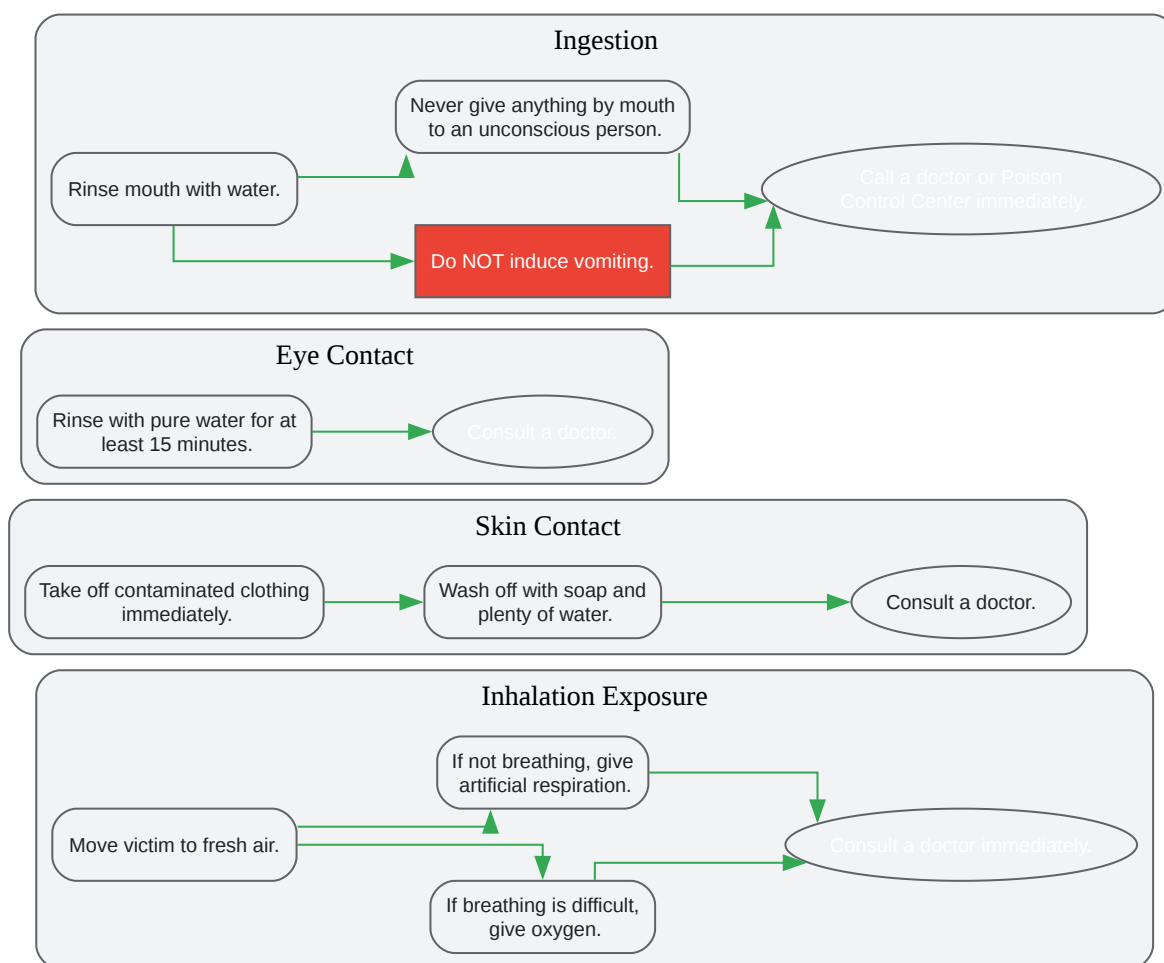 Ingestion
Never give anything by mouth
to an unconscious person.
Rinse mouth with water.
Call a doctor or Poison
Control Center immediately.
Do NOT induce vomiting.
Eye Contact
Rinse with pure water for at
least 15 minutes.
Consult a doctor.
Skin Contact
Take off contaminated clothing
immediately.
Wash off with soap and
plenty of water.
Consult a doctor.
Inhalation Exposure
If not breathing, give
artificial respiration.
Move victim to fresh air.
Consult a doctor immediately.
If breathing is difficult,
give oxygen.